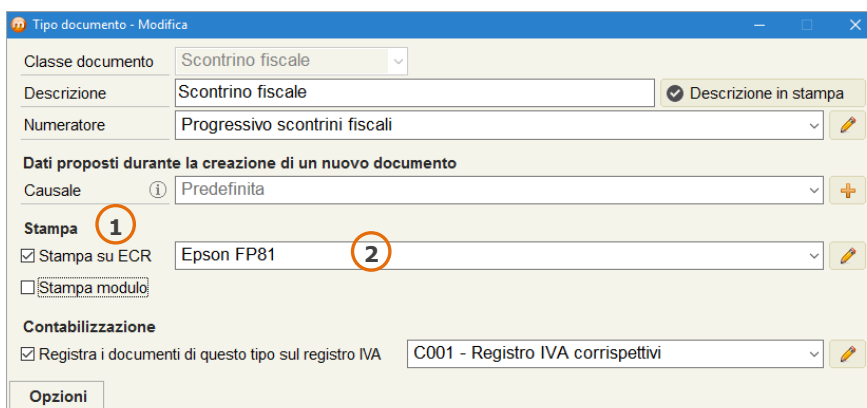 Tipo documento - Modifica
Classe documento Scontrino fiscale
Descrizione Scontrino fiscale Descrizione in stampa
Numeratore Progressivo scontrini fiscali
Dati proposti durante la creazione di un nuovo documento
Causale i Predefinita
Stampa 1
Stampa su ECR Epson FP81 2
Stampa modulo
Contabilizzazione
Registra i documenti di questo tipo sul registro IVA C001 - Registro IVA corrispettivi
Opzioni